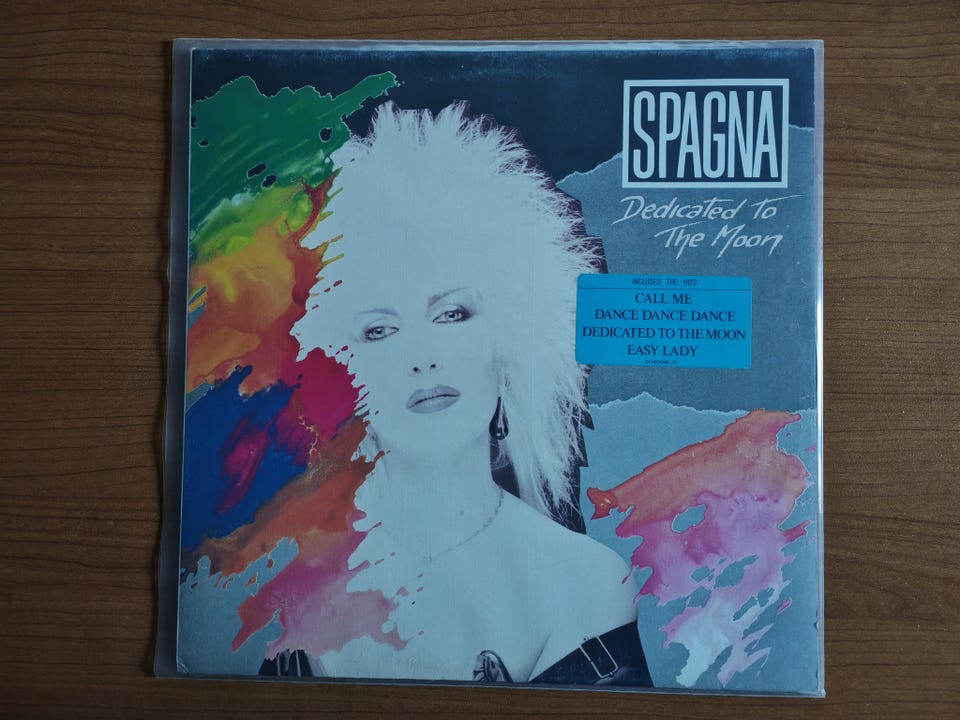 SPAGNA
Dedicated to
The Moon
INCLUDES THE HITS
CALL ME
DANCE DANCE DANCE
DEDICATED TO THE MOON
EASY LADY